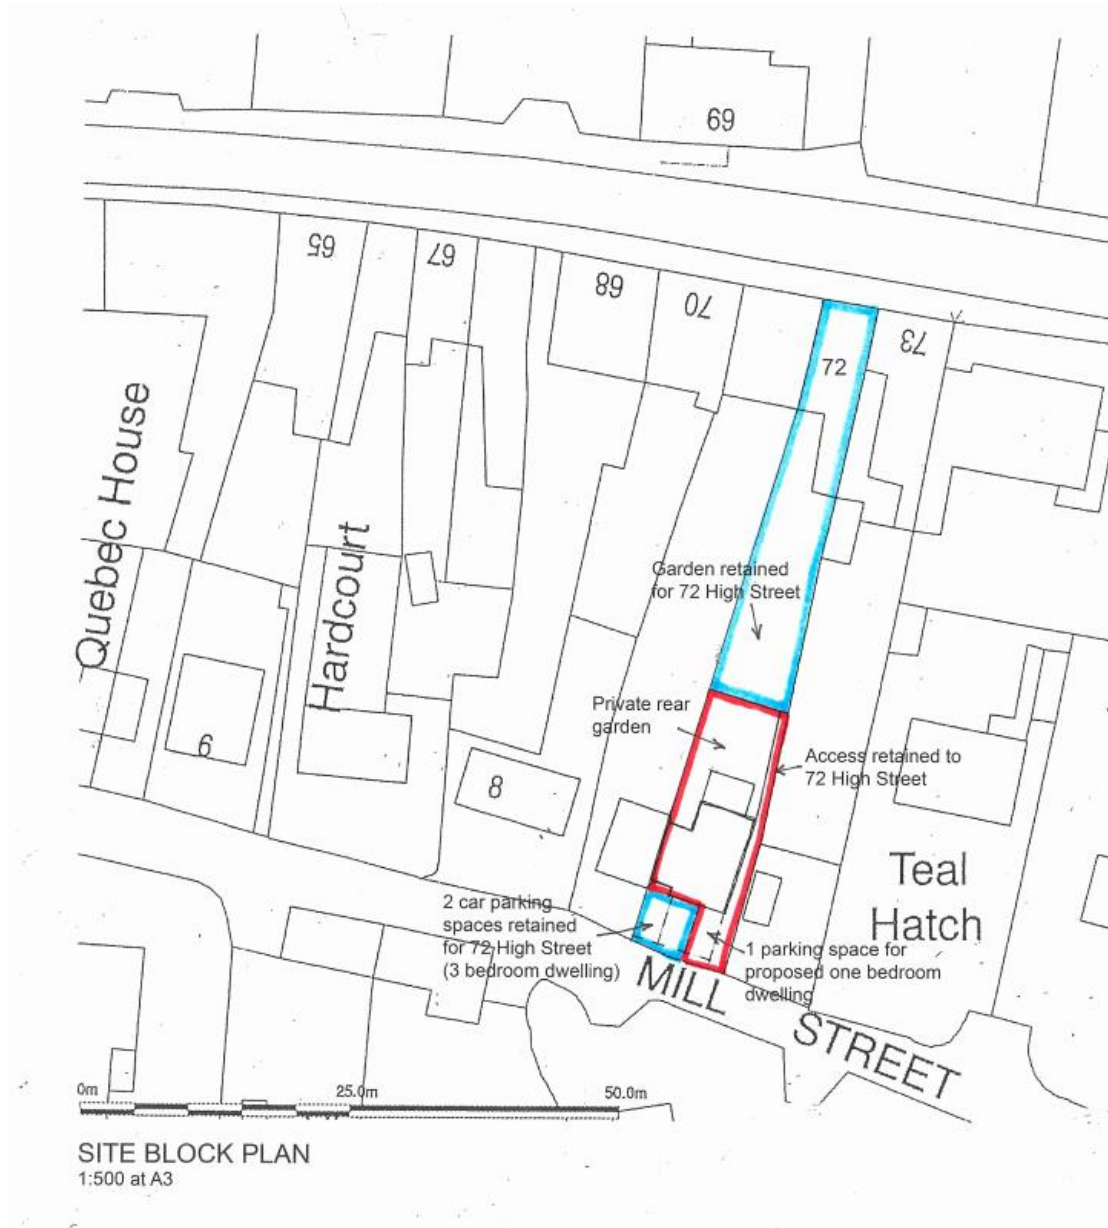 69
65
67
68
70
72
73
Quebec House
Hardcourt
Garden retained
for 72 High Street
Private rear
garden
Access retained to
72 High Street
9
8
Teal
Hatch
2 car parking
spaces retained
for 72 High Street
(3 bedroom dwelling)
1 parking space for
proposed one bedroom
dwelling
MILL STREET
0m
25.0m
50.0m
SITE BLOCK PLAN
1:500 at A3